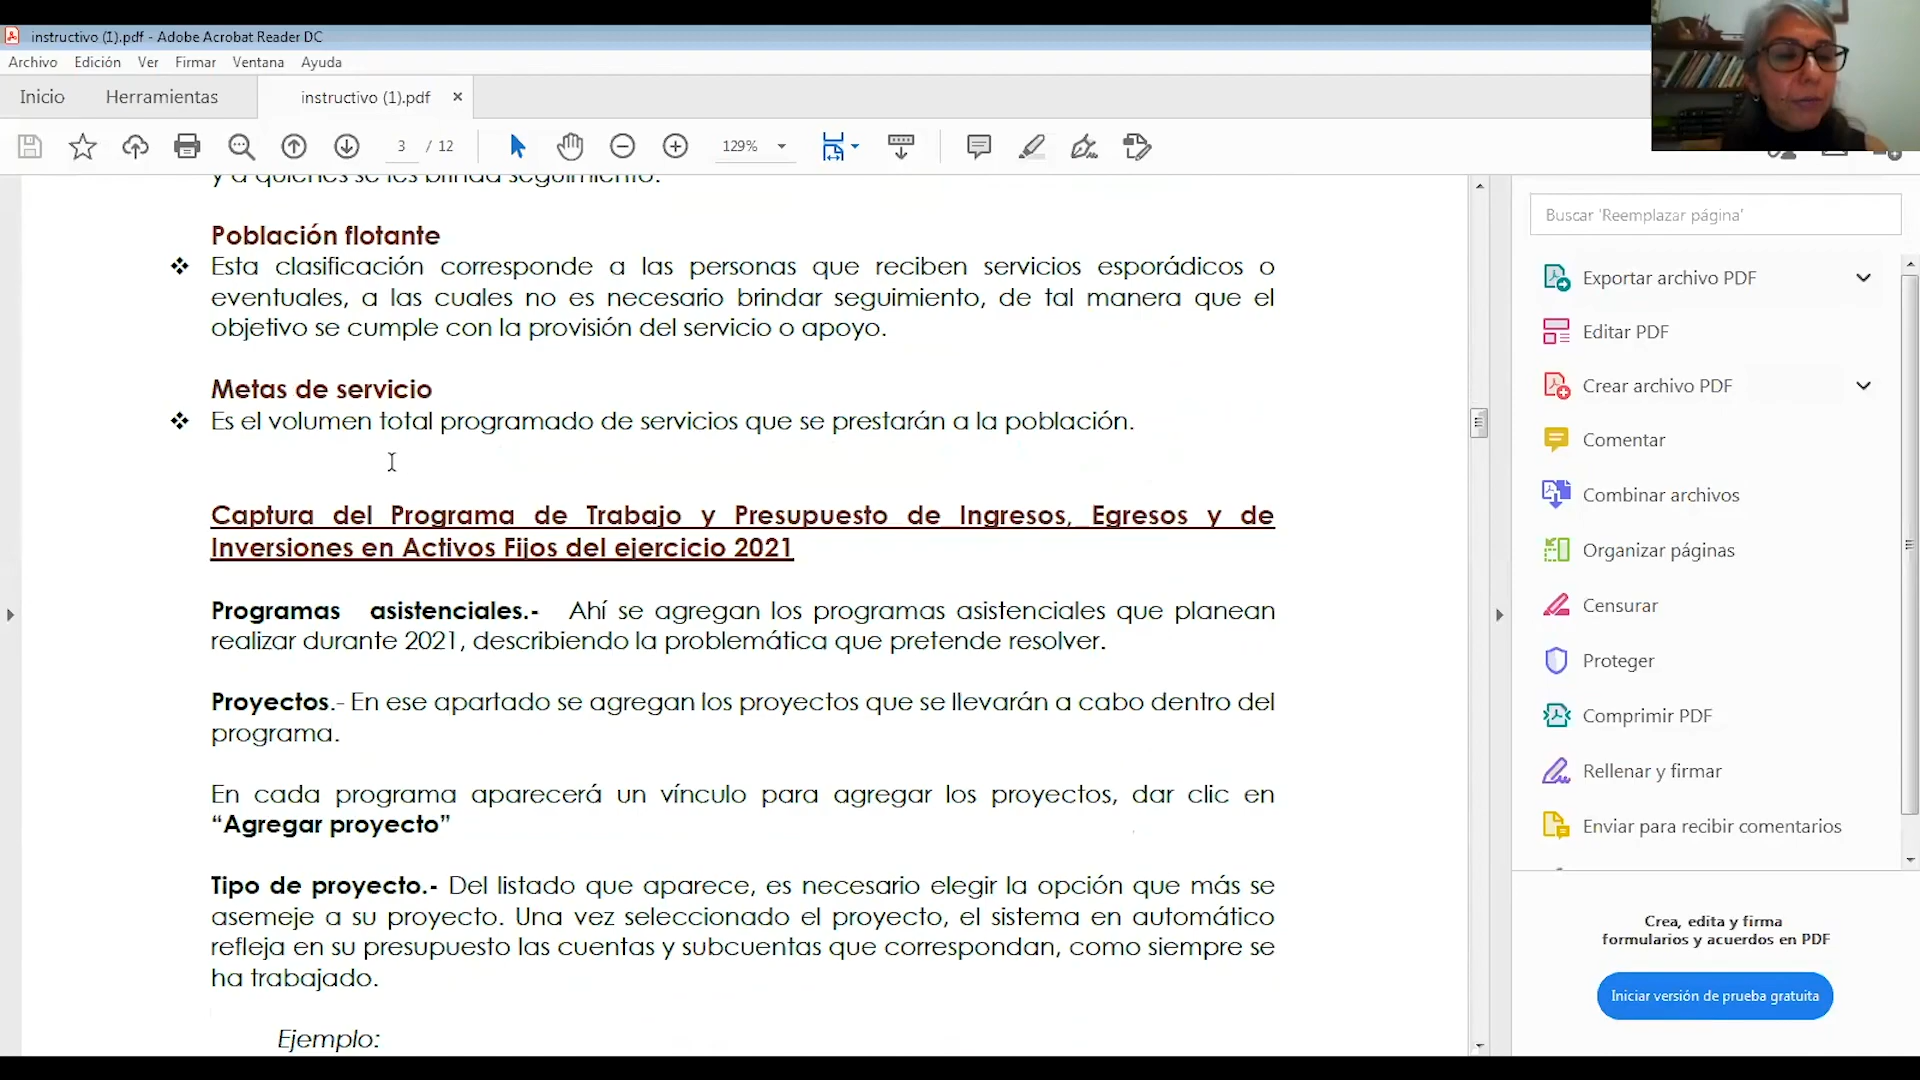 instructivo (1).pdf - Adobe Acrobat Reader DC
Archivo Edición Ver Firmar Ventana Ayuda
Inicio Herramientas instructivo (1).pdf ×
3 / 12 129%
y a quienes se les brinda seguimiento.
Población flotante
❖ Esta clasificación corresponde a las personas que reciben servicios esporádicos o
eventuales, a las cuales no es necesario brindar seguimiento, de tal manera que el
objetivo se cumple con la provisión del servicio o apoyo.
Metas de servicio
❖ Es el volumen total programado de servicios que se prestarán a la población.
Captura del Programa de Trabajo y Presupuesto de Ingresos, Egresos y de
Inversiones en Activos Fijos del ejercicio 2021
Programas asistenciales.- Ahí se agregan los programas asistenciales que planean
realizar durante 2021, describiendo la problemática que pretende resolver.
Proyectos.- En ese apartado se agregan los proyectos que se llevarán a cabo dentro del
programa.
En cada programa aparecerá un vínculo para agregar los proyectos, dar clic en
“Agregar proyecto”
Tipo de proyecto.- Del listado que aparece, es necesario elegir la opción que más se
asemeje a su proyecto. Una vez seleccionado el proyecto, el sistema en automático
refleja en su presupuesto las cuentas y subcuentas que correspondan, como siempre se
ha trabajado.
Ejemplo:
Buscar 'Reemplazar página'
Exportar archivo PDF
Editar PDF
Crear archivo PDF
Comentar
Combinar archivos
Organizar páginas
Censurar
Proteger
Comprimir PDF
Rellenar y firmar
Enviar para recibir comentarios
Crea, edita y firma
formularios y acuerdos en PDF
Iniciar versión de prueba gratuita